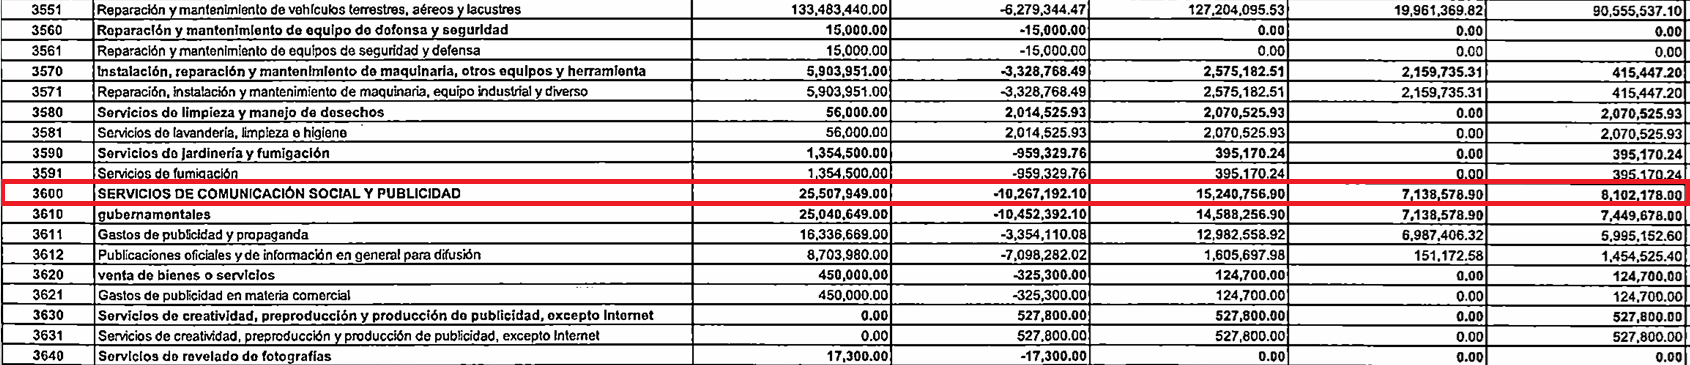 3551 Reparación y mantenimiento de vehículos terrestres, aéreos y lacustres 133,483,440.00 -6,279,344.47 127,204,095.53 19,961,369.82 90,555,537.10
3560 Reparación y mantenimiento de equipo de defensa y seguridad 15,000.00 -15,000.00 0.00 0.00 0.00
3561 Reparación y mantenimiento de equipos de seguridad y defensa 15,000.00 -15,000.00 0.00 0.00 0.00
3570 Instalación, reparación y mantenimiento de maquinaria, otros equipos y herramienta 5,903,951.00 -3,328,768.49 2,575,182.51 2,159,735.31 415,447.20
3571 Reparación, instalación y mantenimiento de maquinaria, equipo industrial y diverso 5,903,951.00 -3,328,768.49 2,575,182.51 2,159,735.31 415,447.20
3580 Servicios de limpieza y manejo de desechos 56,000.00 2,014,525.93 2,070,525.93 0.00 2,070,525.93
3581 Servicios de lavandería, limpieza e higiene 56,000.00 2,014,525.93 2,070,525.93 0.00 2,070,525.93
3590 Servicios de jardinería y fumigación 1,354,500.00 -959,329.76 395,170.24 0.00 395,170.24
3591 Servicios de fumigación 1,354,500.00 -959,329.76 395,170.24 0.00 395,170.24
3600 SERVICIOS DE COMUNICACIÓN SOCIAL Y PUBLICIDAD 25,507,949.00 -10,267,192.10 15,240,756.90 7,138,578.90 8,102,178.00
3610 gubernamentales 25,040,649.00 -10,452,392.10 14,588,256.90 7,138,578.90 7,449,678.00
3611 Gastos de publicidad y propaganda 16,336,669.00 -3,354,110.08 12,982,558.92 6,987,406.32 5,995,152.60
3612 Publicaciones oficiales y de información en general para difusión 8,703,980.00 -7,098,282.02 1,605,697.98 151,172.58 1,454,525.40
3620 venta de bienes o servicios 450,000.00 -325,300.00 124,700.00 0.00 124,700.00
3621 Gastos de publicidad en materia comercial 450,000.00 -325,300.00 124,700.00 0.00 124,700.00
3630 Servicios de creatividad, preproducción y producción de publicidad, excepto Internet 0.00 527,800.00 527,800.00 0.00 527,800.00
3631 Servicios de creatividad, preproducción y producción de publicidad, excepto Internet 0.00 527,800.00 527,800.00 0.00 527,800.00
3640 Servicios de revelado de fotografías 17,300.00 -17,300.00 0.00 0.00 0.00